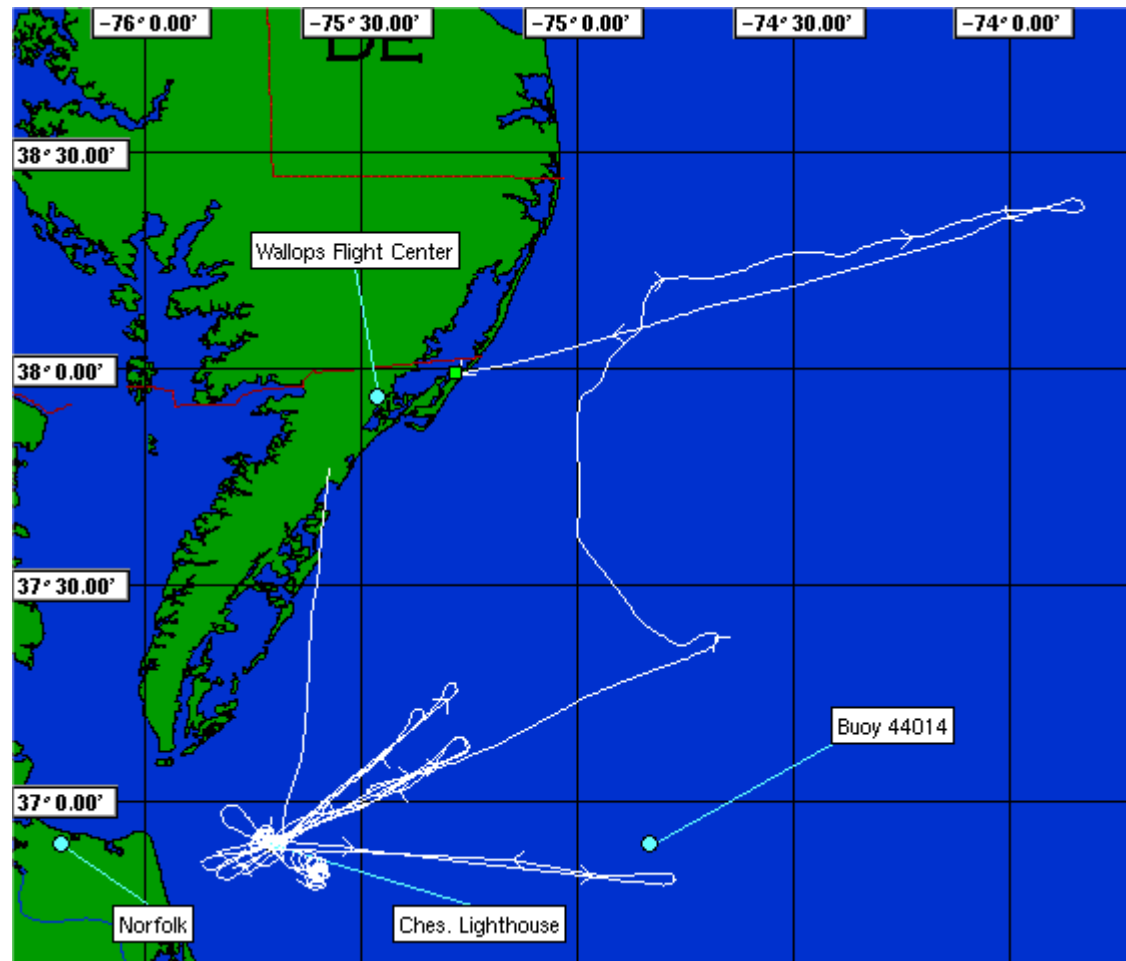 −76° 0.00'
−75° 30.00'
−75° 0.00'
−74° 30.00'
−74° 0.00'
DE
38° 30.00'
Wallops Flight Center
38° 0.00'
37° 30.00'
Buoy 44014
37° 0.00'
Norfolk
Ches. Lighthouse